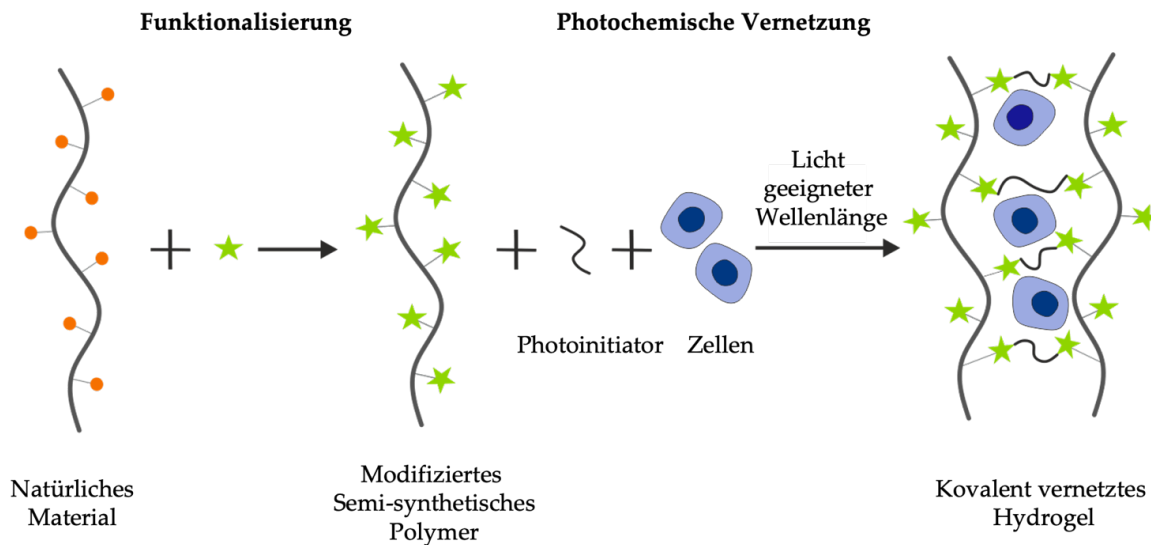 Funktionalisierung
Photochemische Vernetzung
Licht
geeigneter
Wellenlänge
Photoinitiator
Zellen
Natürliches
Material
Modifiziertes
Semi-synthetisches
Polymer
Kovalent vernetztes
Hydrogel